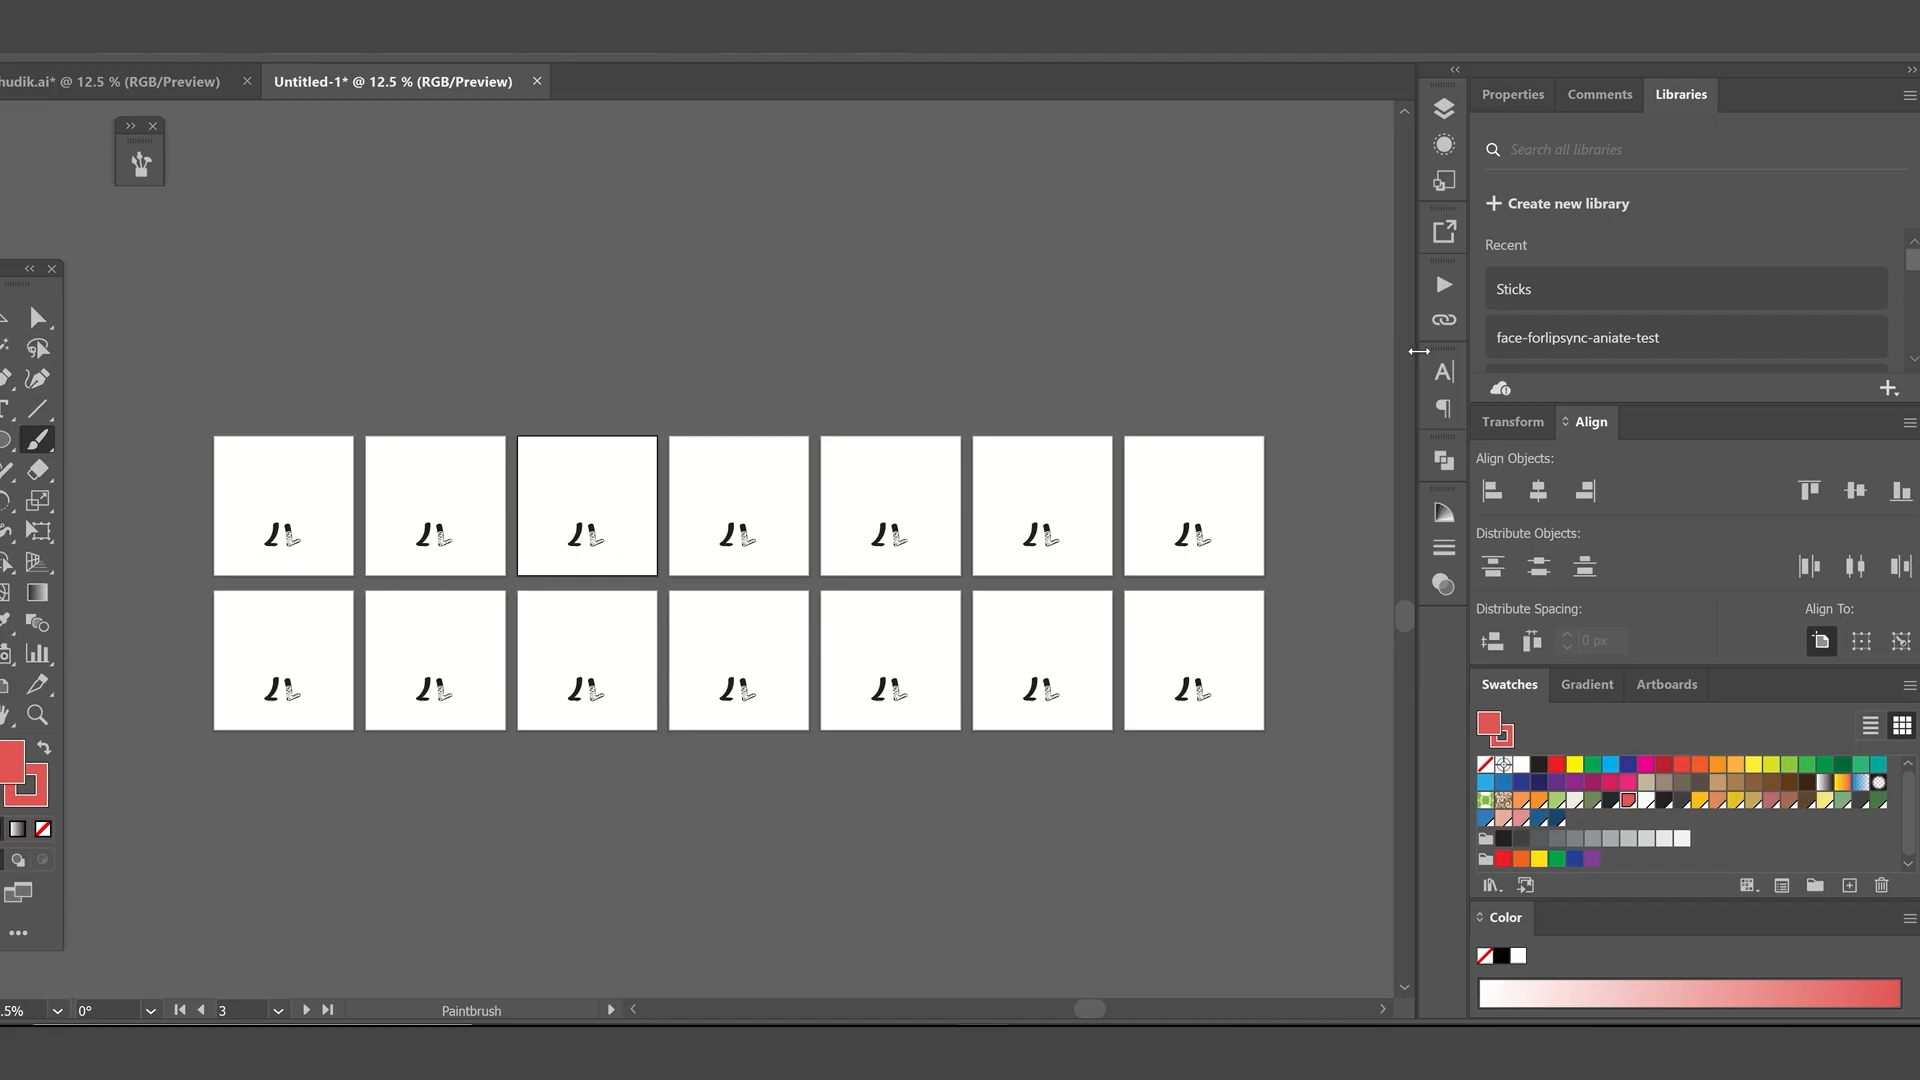 hudik.ai* @ 12.5 % (RGB/Preview)
Untitled-1* @ 12.5 % (RGB/Preview)
Properties
Comments
Libraries
Search all libraries
Create new library
Recent
Sticks
face-forlipsync-aniate-test
Transform
Align
Align Objects:
Distribute Objects:
Distribute Spacing:
Align To:
0 px
Swatches
Gradient
Artboards
Color
.5%
0°
3
Paintbrush